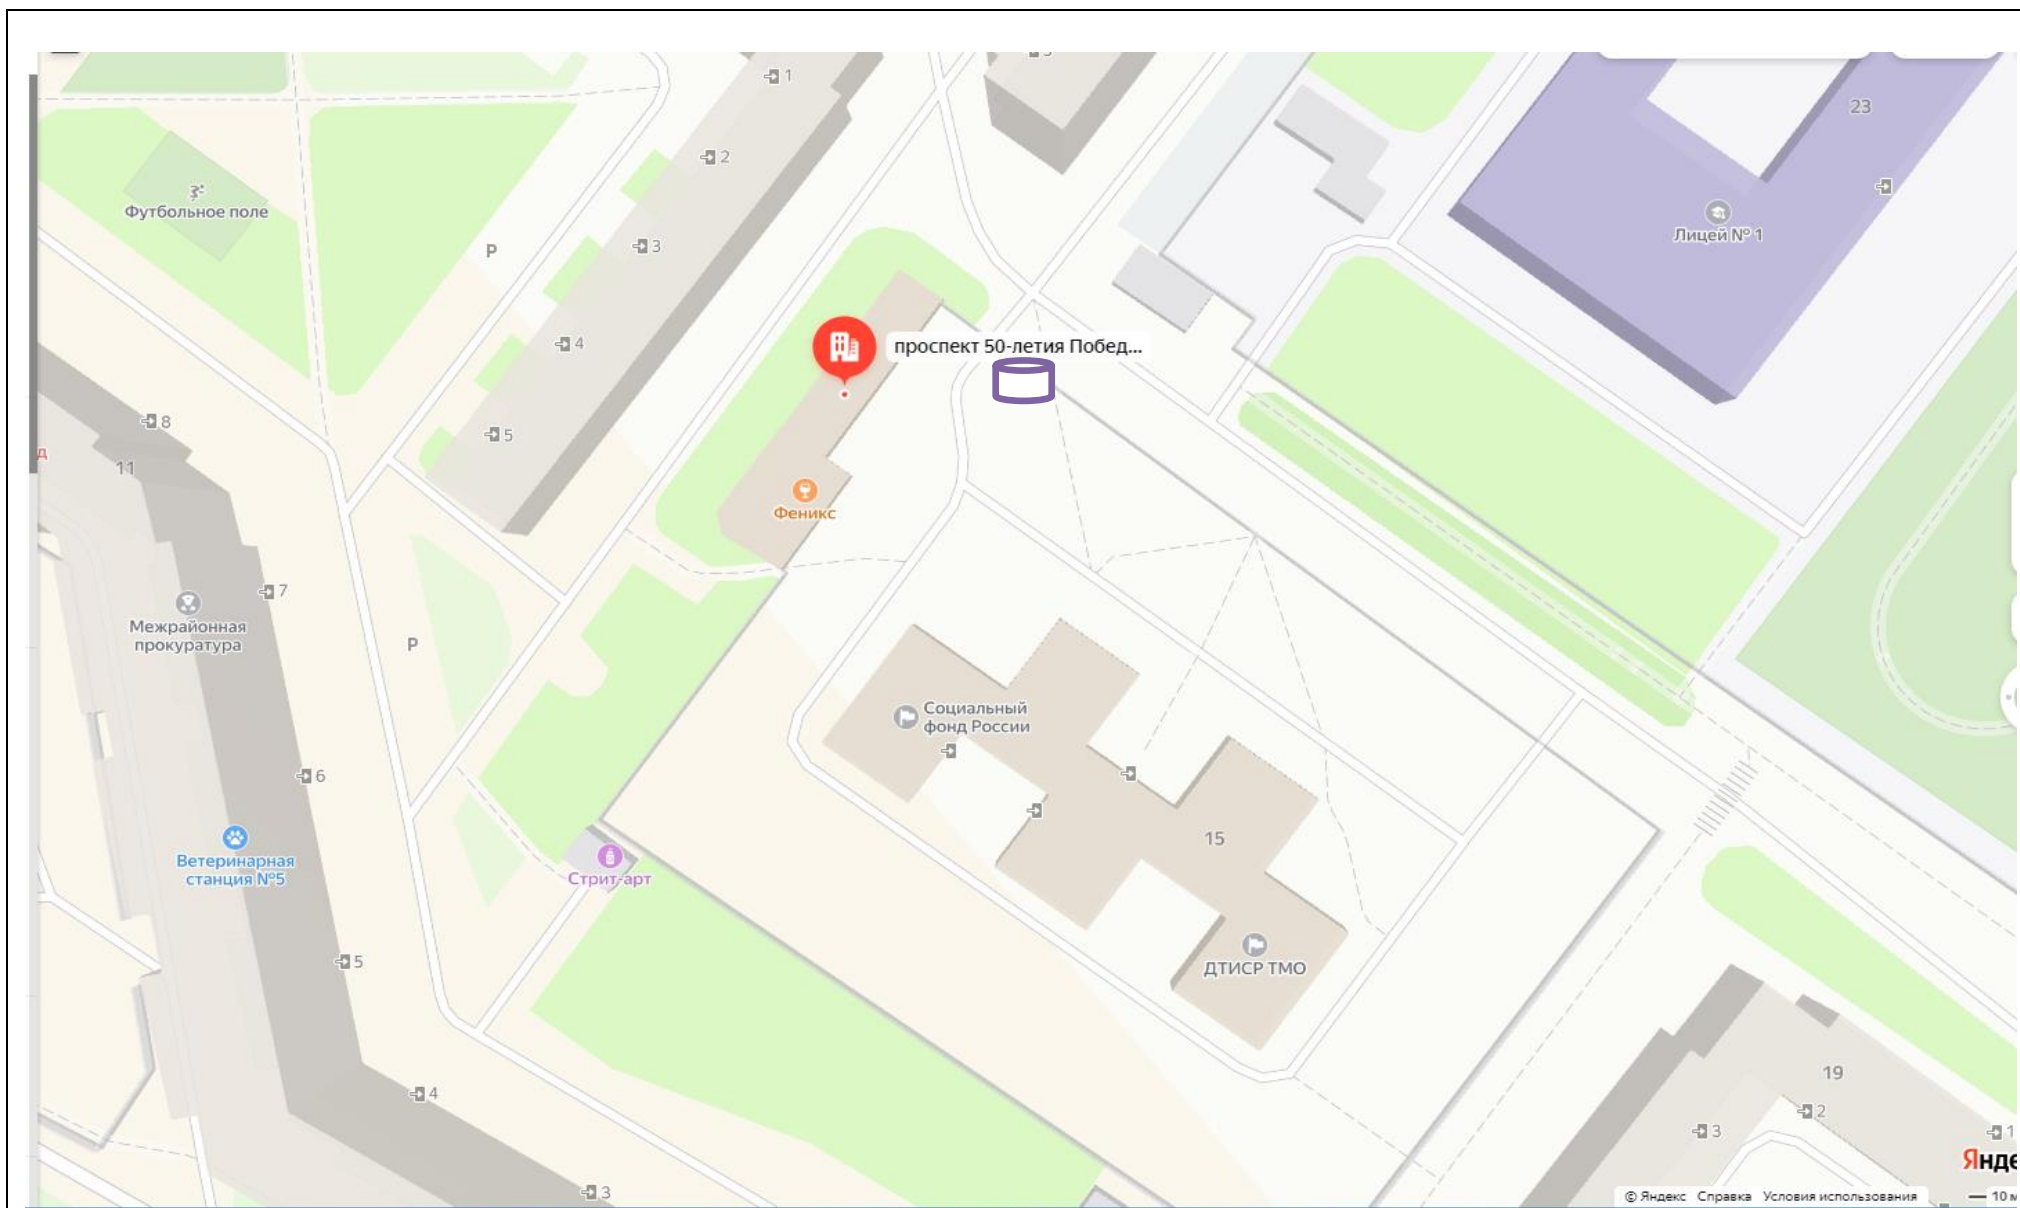 1
2
23
Футбольное поле
Лицей № 1
P
3
4
проспект 50-летия Побед...
8
5
11
Феникс
7
Межрайонная
прокуратура
P
Социальный
фонд России
6
15
Ветеринарная
станция №5
Стрит-арт
5
ДТИСР ТМО
19
4
2
3
1
3
Янде
© Яндекс Справка Условия использования
10 м